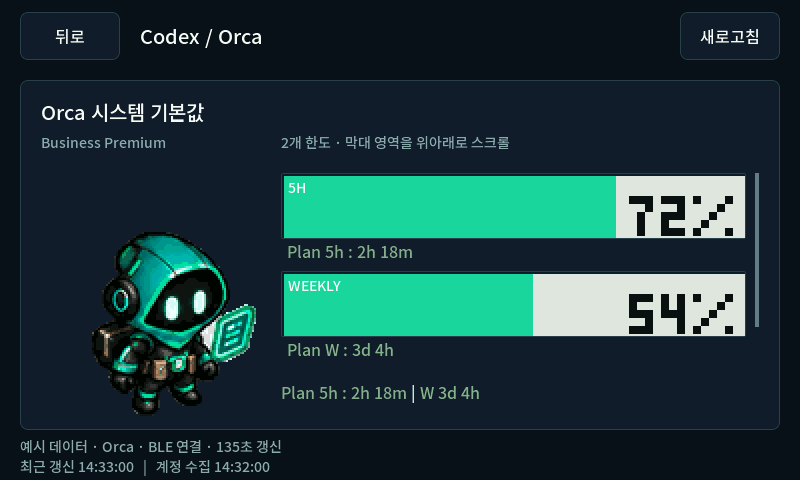 뒤로
Codex / Orca
새로고침
Orca 시스템 기본값
Business Premium
2개 한도 · 막대 영역을 위아래로 스크롤
5H
72%
Plan 5h : 2h 18m
WEEKLY
54%
Plan W : 3d 4h
Plan 5h : 2h 18m | W 3d 4h
예시 데이터 · Orca · BLE 연결 · 135초 갱신
최근 갱신 14:33:00 | 계정 수집 14:32:00